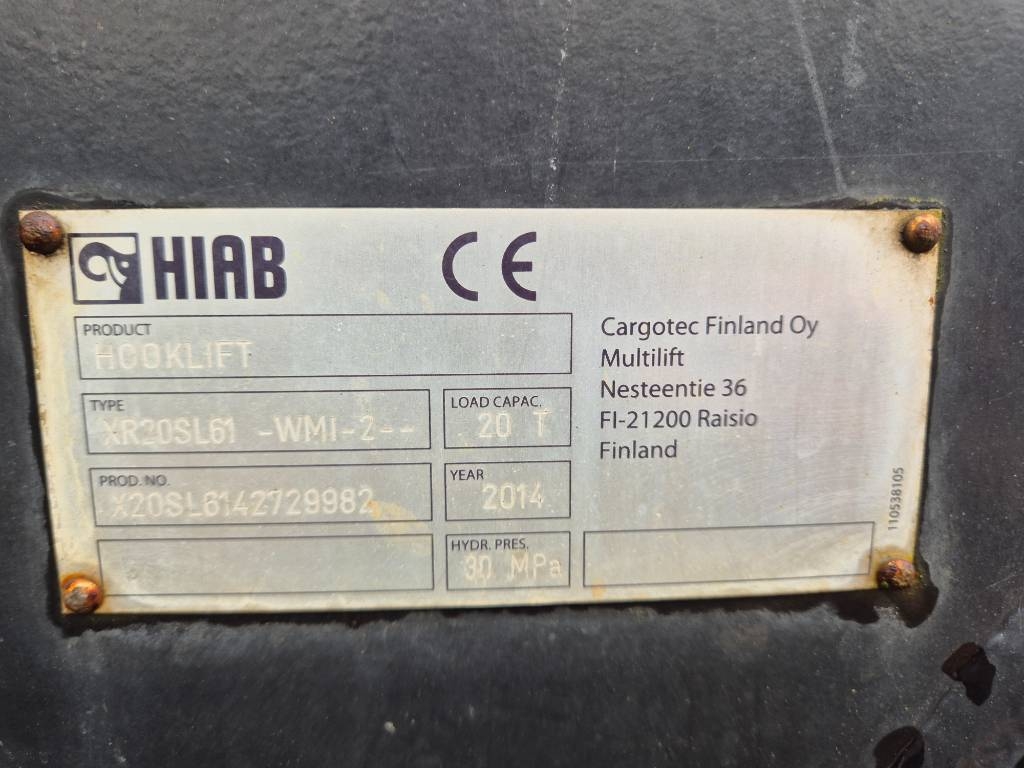 HIAB CE
PRODUCT
HOOKLIFT
TYPE
XR20SL61 -WMI-2--
LOAD CAPAC.
20 T
PROD. NO.
X20SL6142729982
YEAR
2014
HYDR. PRES.
30 MPa
Cargotec Finland Oy
Multilift
Nesteentie 36
FI-21200 Raisio
Finland
110538105